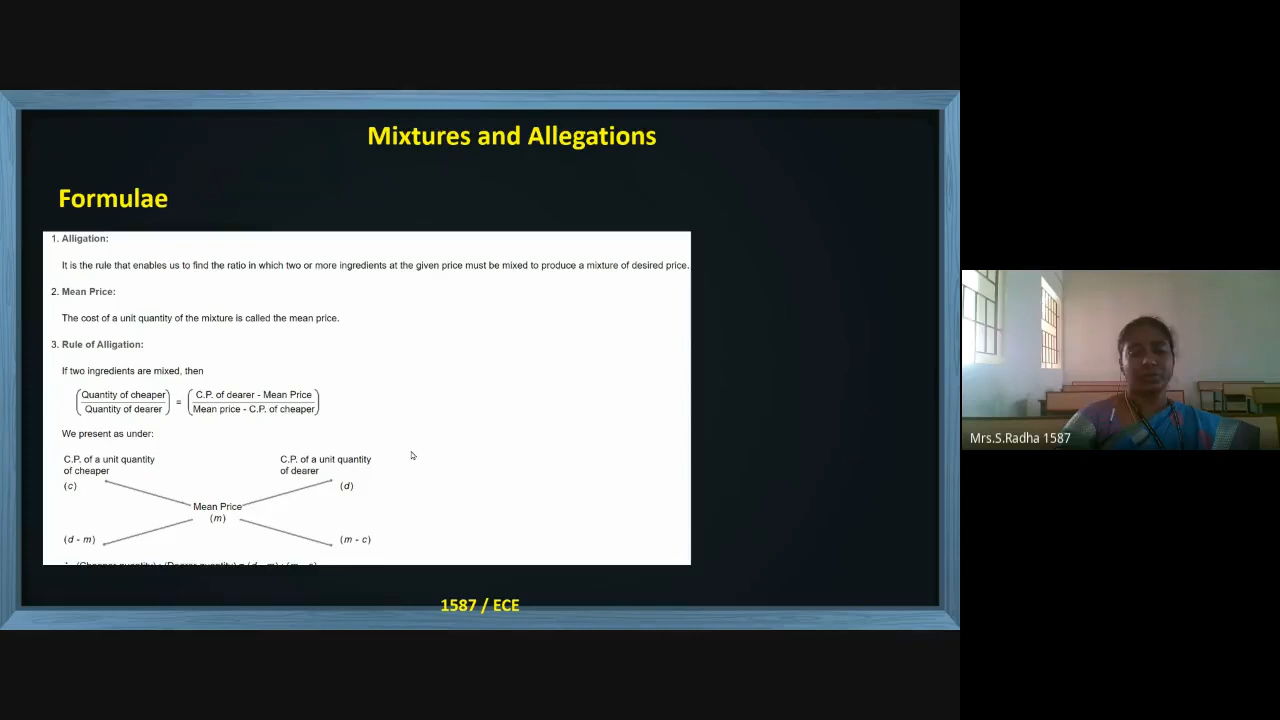 Mixtures and Allegations
Formulae
1. Alligation:
It is the rule that enables us to find the ratio in which two or more ingredients at the given price must be mixed to produce a mixture of desired price.
2. Mean Price:
The cost of a unit quantity of the mixture is called the mean price.
3. Rule of Alligation:
If two ingredients are mixed, then
(Quantity of cheaper / Quantity of dearer) = (C.P. of dearer - Mean Price / Mean price - C.P. of cheaper)
We present as under:
C.P. of a unit quantity
of cheaper
(c)
C.P. of a unit quantity
of dearer
(d)
Mean Price
(m)
(d - m)
(m - c)
1587 / ECE
Mrs.S.Radha 1587